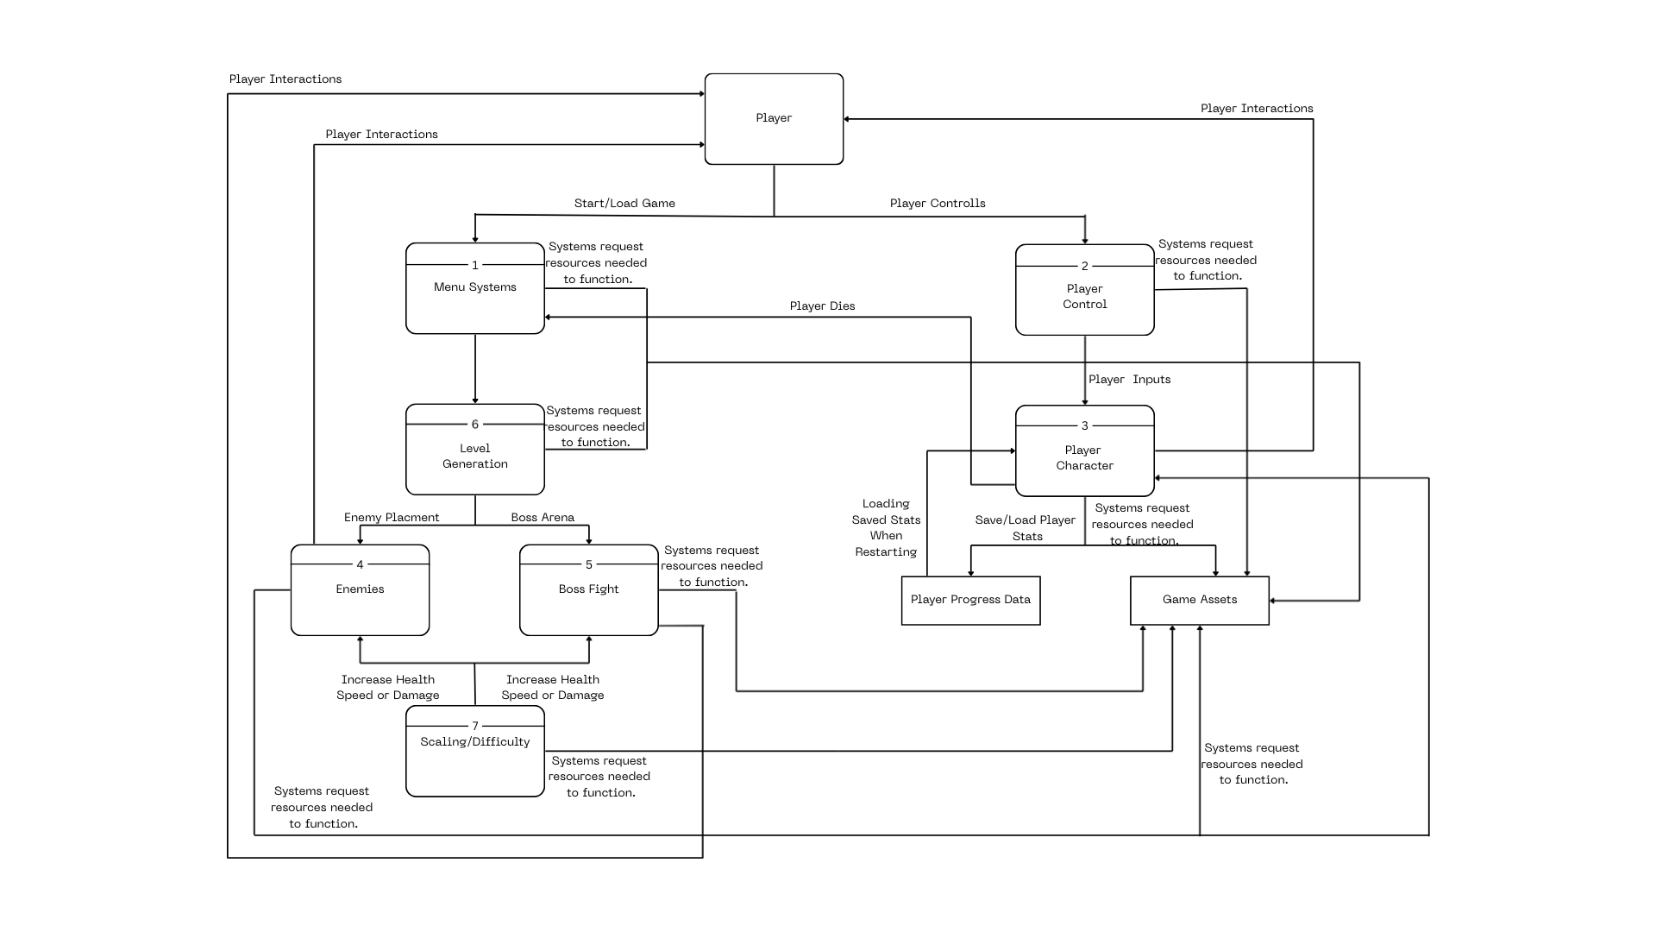 Player Interactions
Player
Player Interactions
Player Interactions
Start/Load Game
Player Controlls
1
Menu Systems
Systems request
resources needed
to function.
2
Player
Control
Systems request
resources needed
to function.
Player Dies
Player Inputs
6
Level
Generation
Systems request
resources needed
to function.
3
Player
Character
Loading
Saved Stats
When
Restarting
Save/Load Player
Stats
Systems request
resources needed
to function.
Enemy Placment
Boss Arena
4
Enemies
5
Boss Fight
Systems request
resources needed
to function.
Player Progress Data
Game Assets
Increase Health
Speed or Damage
Increase Health
Speed or Damage
7
Scaling/Difficulty
Systems request
resources needed
to function.
Systems request
resources needed
to function.
Systems request
resources needed
to function.